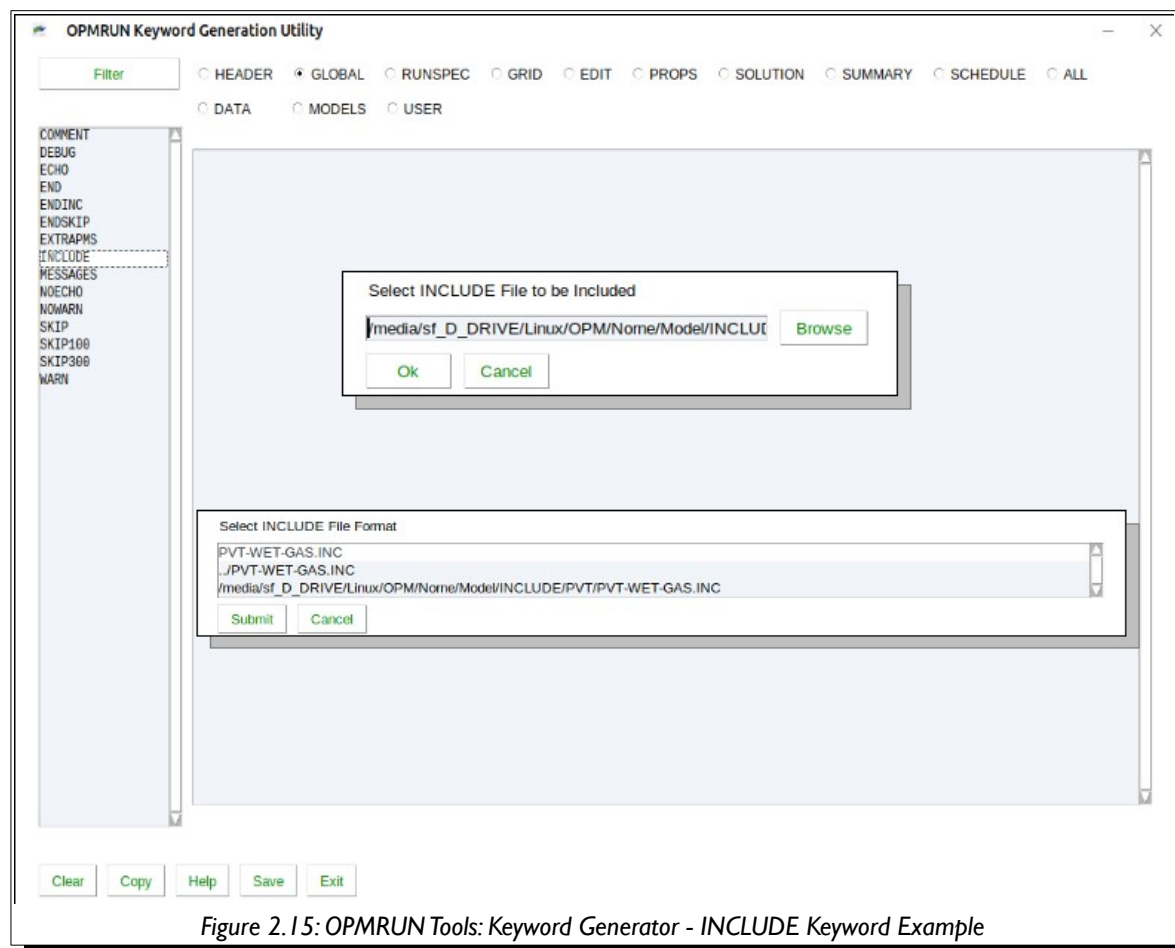 OPMRUN Keyword Generation Utility
Filter
HEADER GLOBAL RUNSPEC GRID EDIT PROPS SOLUTION SUMMARY SCHEDULE ALL
DATA MODELS USER
COMMENT
DEBUG
ECHO
END
ENDINC
ENDSKIP
EXTRAPMS
INCLUDE
MESSAGES
NOECHO
NOWARN
SKIP
SKIP100
SKIP300
WARN
Select INCLUDE File to be Included
/media/sf_D_DRIVE/Linux/OPM/Norne/Model/INCLUD Browse
Ok Cancel
Select INCLUDE File Format
PVT-WET-GAS.INC
../PVT-WET-GAS.INC
/media/sf_D_DRIVE/Linux/OPM/Norne/Model/INCLUDE/PVT/PVT-WET-GAS.INC
Submit Cancel
Clear Copy Help Save Exit
Figure 2.15: OPMRUN Tools: Keyword Generator - INCLUDE Keyword Example